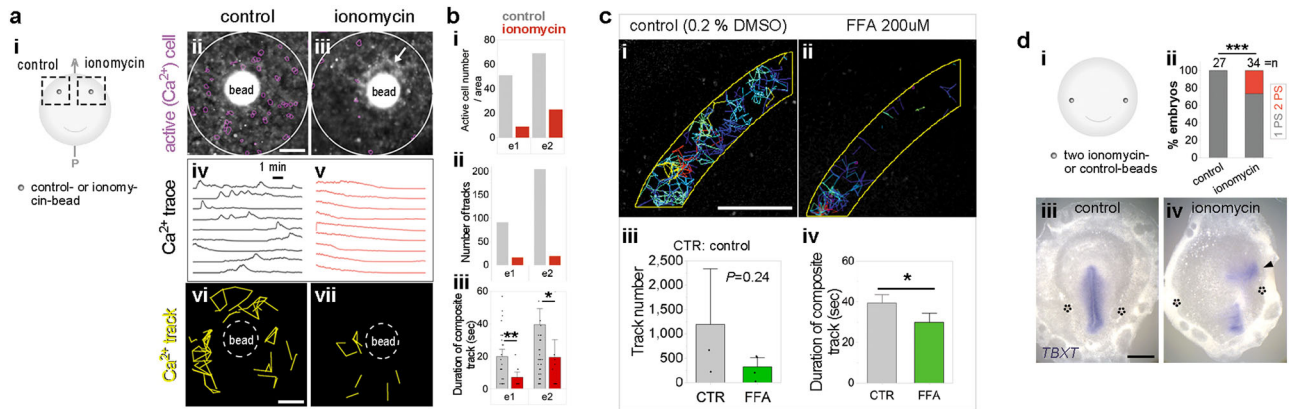 a
i
control
ionomycin
A
P
control- or ionomy-
cin-bead
control
ionomycin
active (Ca²⁺) cell
ii
iii
bead
bead
1 min
iv
v
Ca²⁺ trace
vi
vii
bead
bead
Ca²⁺ track
b
control
ionomycin
i
Active cell number
/ area
80
60
40
20
0
e1
e2
ii
Number of tracks
200
150
100
50
0
e1
e2
iii
Duration of composite
track (sec)
60
40
20
0
**
*
e1
e2
c
control (0.2 % DMSO)
FFA 200uM
i
ii
iii
CTR: control
Track number
2,500
2,000
1,500
1,000
500
0
P=0.24
CTR
FFA
iv
Duration of composite
track (sec)
60
40
20
0
*
CTR
FFA
d
i
two ionomycin-
or control-beads
ii
***
27
34
=n
% embryos
100
80
60
40
20
0
control
ionomycin
1 PS 2 PS
iii
control
TBXT
iv
ionomycin